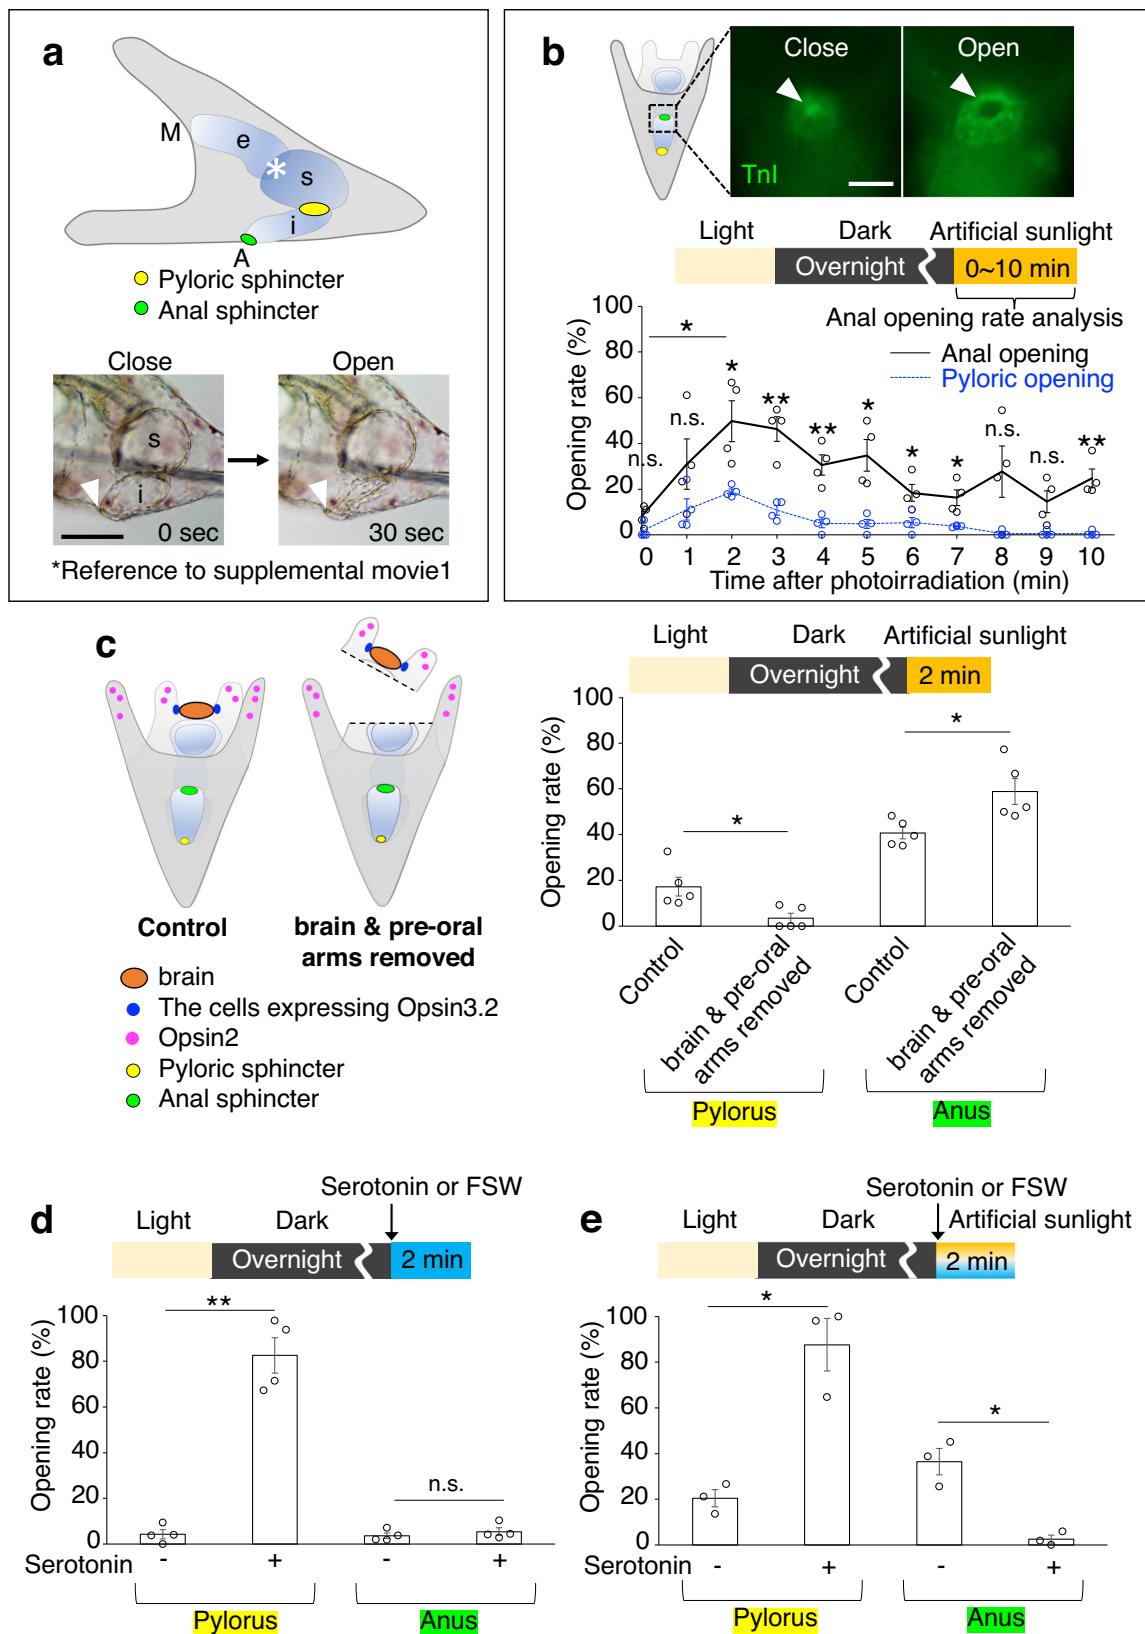 a
M
e
*
s
i
A
Pyloric sphincter
Anal sphincter
Close
Open
s
i
0 sec
30 sec
*Reference to supplemental movie1
b
Close
Open
TnI
Light
Dark
Artificial sunlight
Overnight
0~10 min
Anal opening rate analysis
Anal opening
Pyloric opening
Opening rate (%)
100
80
60
40
20
0
n.s.
n.s.
*
*
**
**
*
*
*
n.s.
n.s.
**
0 1 2 3 4 5 6 7 8 9 10
Time after photoirradiation (min)
c
Control
brain & pre-oral
arms removed
brain
The cells expressing Opsin3.2
Opsin2
Pyloric sphincter
Anal sphincter
Light
Dark
Artificial sunlight
Overnight
2 min
Opening rate (%)
100
80
60
40
20
0
*
*
Control
brain & pre-oral
arms removed
Control
brain & pre-oral
arms removed
Pylorus
Anus
d
Serotonin or FSW
Light
Dark
Overnight
2 min
Opening rate (%)
100
80
60
40
20
0
**
n.s.
Serotonin - + - +
Pylorus
Anus
e
Serotonin or FSW
Light
Dark
Artificial sunlight
Overnight
2 min
Opening rate (%)
100
80
60
40
20
0
*
*
Serotonin - + - +
Pylorus
Anus